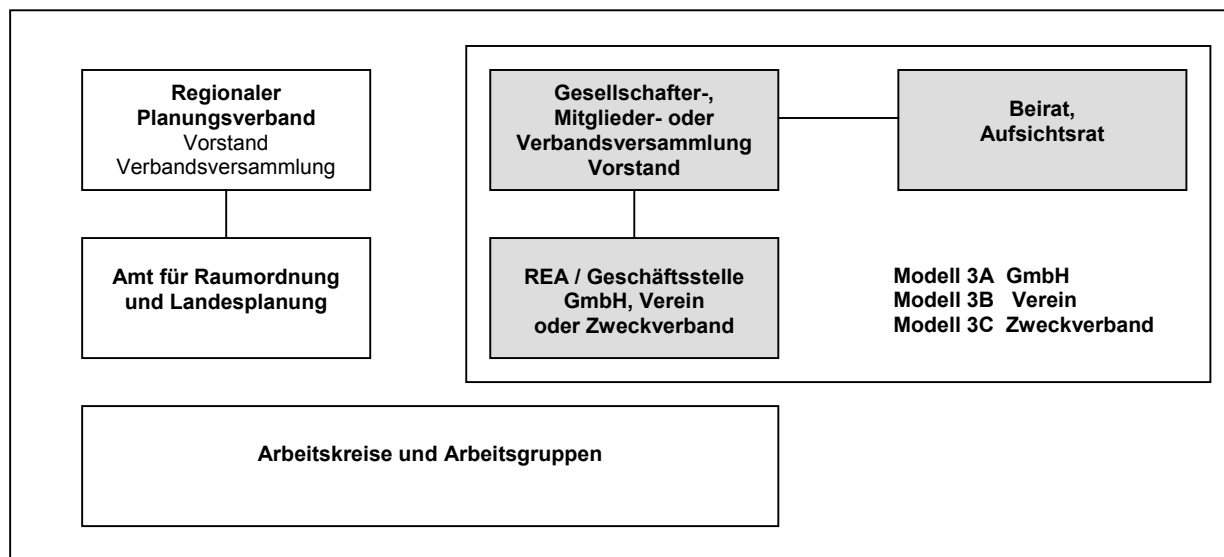 Regionaler
Planungsverband
Vorstand
Verbandsversammlung
Gesellschafter-,
Mitglieder- oder
Verbandsversammlung
Vorstand
Beirat,
Aufsichtsrat
Amt für Raumordnung
und Landesplanung
REA / Geschäftsstelle
GmbH, Verein
oder Zweckverband
Modell 3A GmbH
Modell 3B Verein
Modell 3C Zweckverband
Arbeitskreise und Arbeitsgruppen